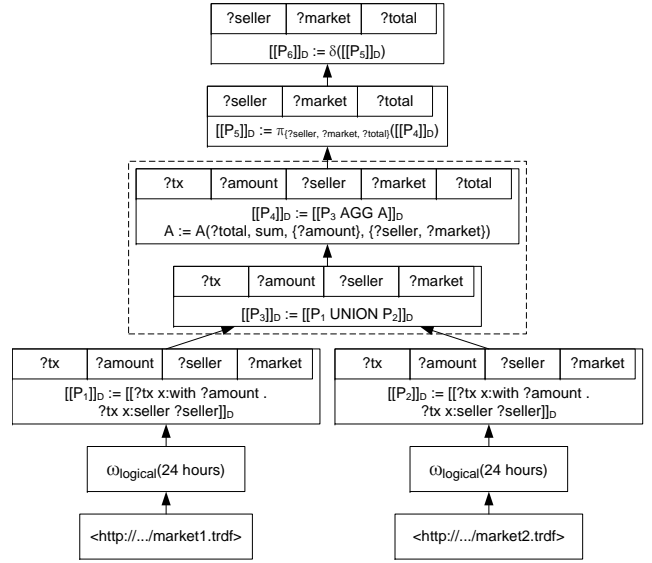 ?seller ?market ?total
[[P6]]D := δ([[P5]]D)
?seller ?market ?total
[[P5]]D := π{?seller, ?market, ?total}([[P4]]D)
?tx ?amount ?seller ?market ?total
[[P4]]D := [[P3 AGG A]]D
A := A(?total, sum, {?amount}, {?seller, ?market})
?tx ?amount ?seller ?market
[[P3]]D := [[P1 UNION P2]]D
?tx ?amount ?seller ?market
[[P1]]D := [[?tx x:with ?amount .
?tx x:seller ?seller]]D
?tx ?amount ?seller ?market
[[P2]]D := [[?tx x:with ?amount .
?tx x:seller ?seller]]D
ωlogical(24 hours)
ωlogical(24 hours)
<http://.../market1.trdf>
<http://.../market2.trdf>